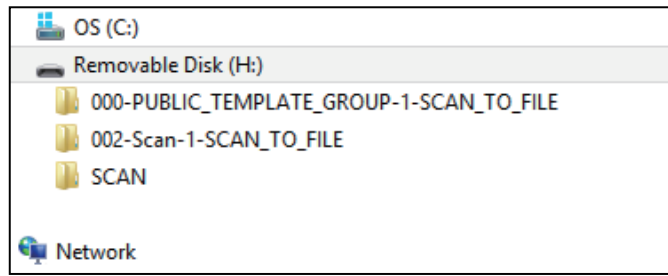 OS (C:)
Removable Disk (H:)
000-PUBLIC_TEMPLATE_GROUP-1-SCAN_TO_FILE
002-Scan-1-SCAN_TO_FILE
SCAN
Network